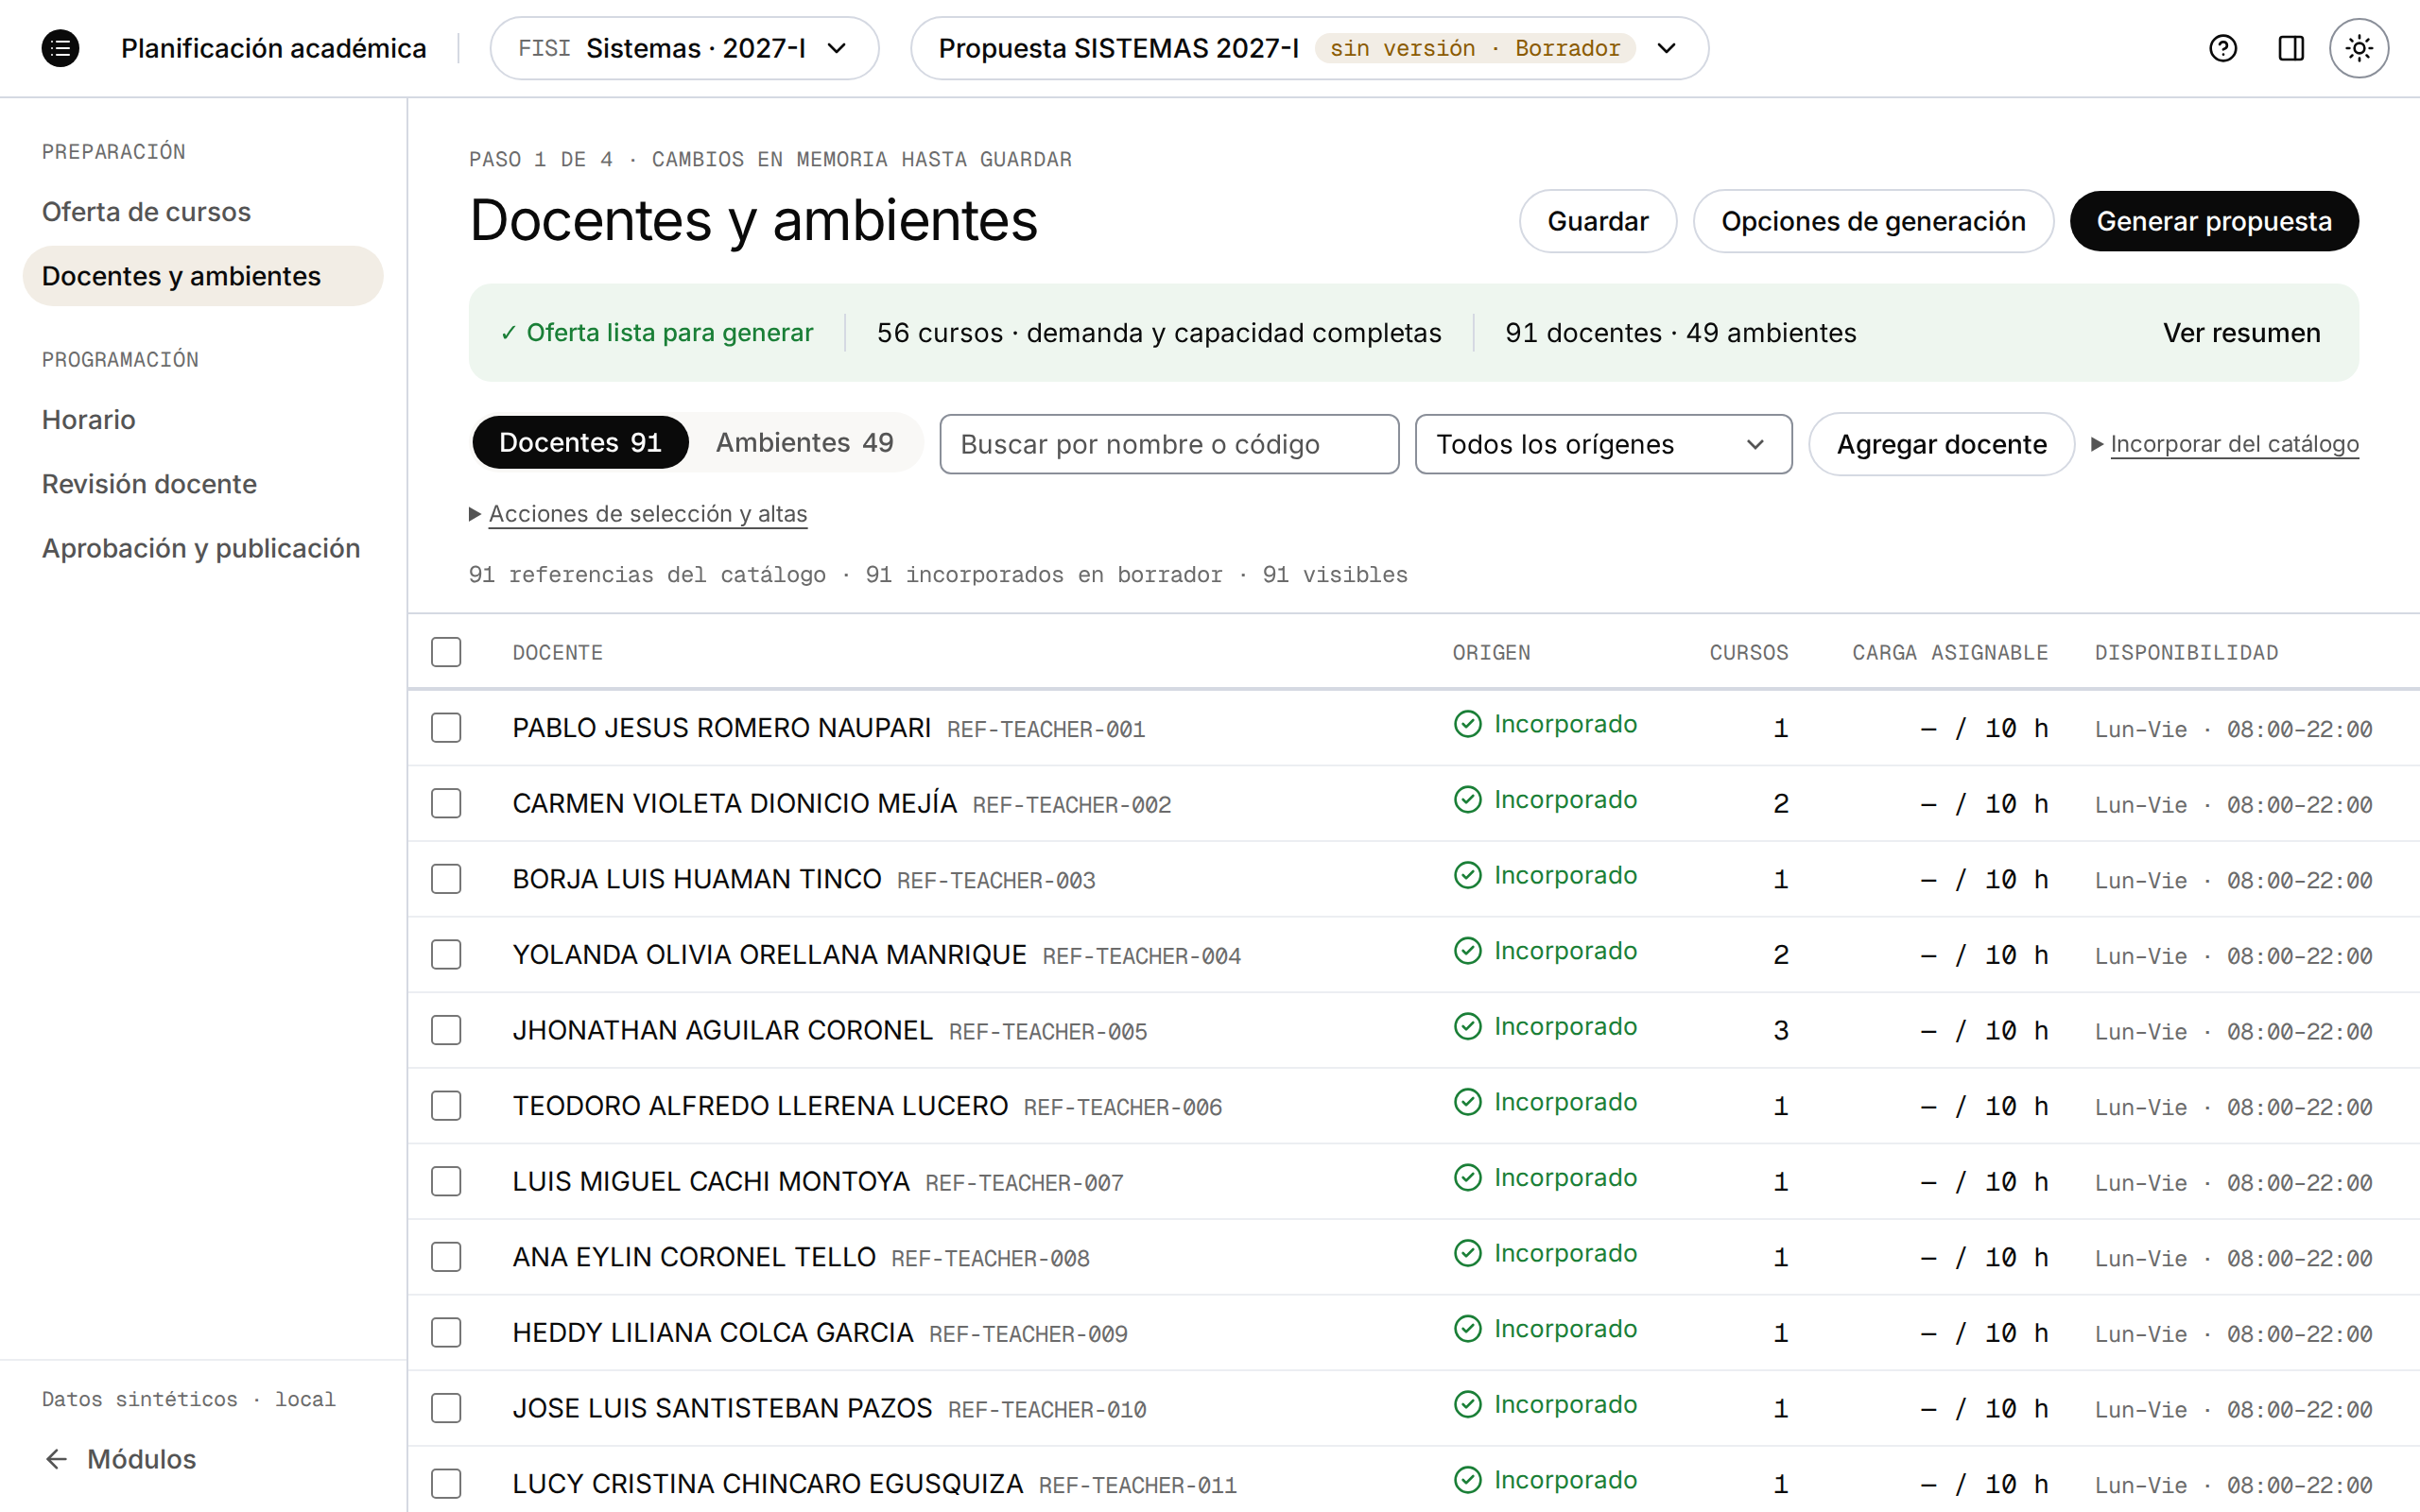 Planificación académica
FISI Sistemas · 2027-I
Propuesta SISTEMAS 2027-I sin versión · Borrador
PREPARACIÓN
Oferta de cursos
Docentes y ambientes
PROGRAMACIÓN
Horario
Revisión docente
Aprobación y publicación
Datos sintéticos · local
Módulos
PASO 1 DE 4 · CAMBIOS EN MEMORIA HASTA GUARDAR
Docentes y ambientes
Guardar
Opciones de generación
Generar propuesta
✓ Oferta lista para generar
56 cursos · demanda y capacidad completas
91 docentes · 49 ambientes
Ver resumen
Docentes 91
Ambientes 49
Buscar por nombre o código
Todos los orígenes
Agregar docente
Incorporar del catálogo
Acciones de selección y altas
91 referencias del catálogo · 91 incorporados en borrador · 91 visibles
DOCENTE ORIGEN CURSOS CARGA ASIGNABLE DISPONIBILIDAD
PABLO JESUS ROMERO NAUPARI REF-TEACHER-001 Incorporado 1 — / 10 h Lun-Vie · 08:00-22:00
CARMEN VIOLETA DIONICIO MEJÍA REF-TEACHER-002 Incorporado 2 — / 10 h Lun-Vie · 08:00-22:00
BORJA LUIS HUAMAN TINCO REF-TEACHER-003 Incorporado 1 — / 10 h Lun-Vie · 08:00-22:00
YOLANDA OLIVIA ORELLANA MANRIQUE REF-TEACHER-004 Incorporado 2 — / 10 h Lun-Vie · 08:00-22:00
JHONATHAN AGUILAR CORONEL REF-TEACHER-005 Incorporado 3 — / 10 h Lun-Vie · 08:00-22:00
TEODORO ALFREDO LLERENA LUCERO REF-TEACHER-006 Incorporado 1 — / 10 h Lun-Vie · 08:00-22:00
LUIS MIGUEL CACHI MONTOYA REF-TEACHER-007 Incorporado 1 — / 10 h Lun-Vie · 08:00-22:00
ANA EYLIN CORONEL TELLO REF-TEACHER-008 Incorporado 1 — / 10 h Lun-Vie · 08:00-22:00
HEDDY LILIANA COLCA GARCIA REF-TEACHER-009 Incorporado 1 — / 10 h Lun-Vie · 08:00-22:00
JOSE LUIS SANTISTEBAN PAZOS REF-TEACHER-010 Incorporado 1 — / 10 h Lun-Vie · 08:00-22:00
LUCY CRISTINA CHINCARO EGUSQUIZA REF-TEACHER-011 Incorporado 1 — / 10 h Lun-Vie · 08:00-22:00